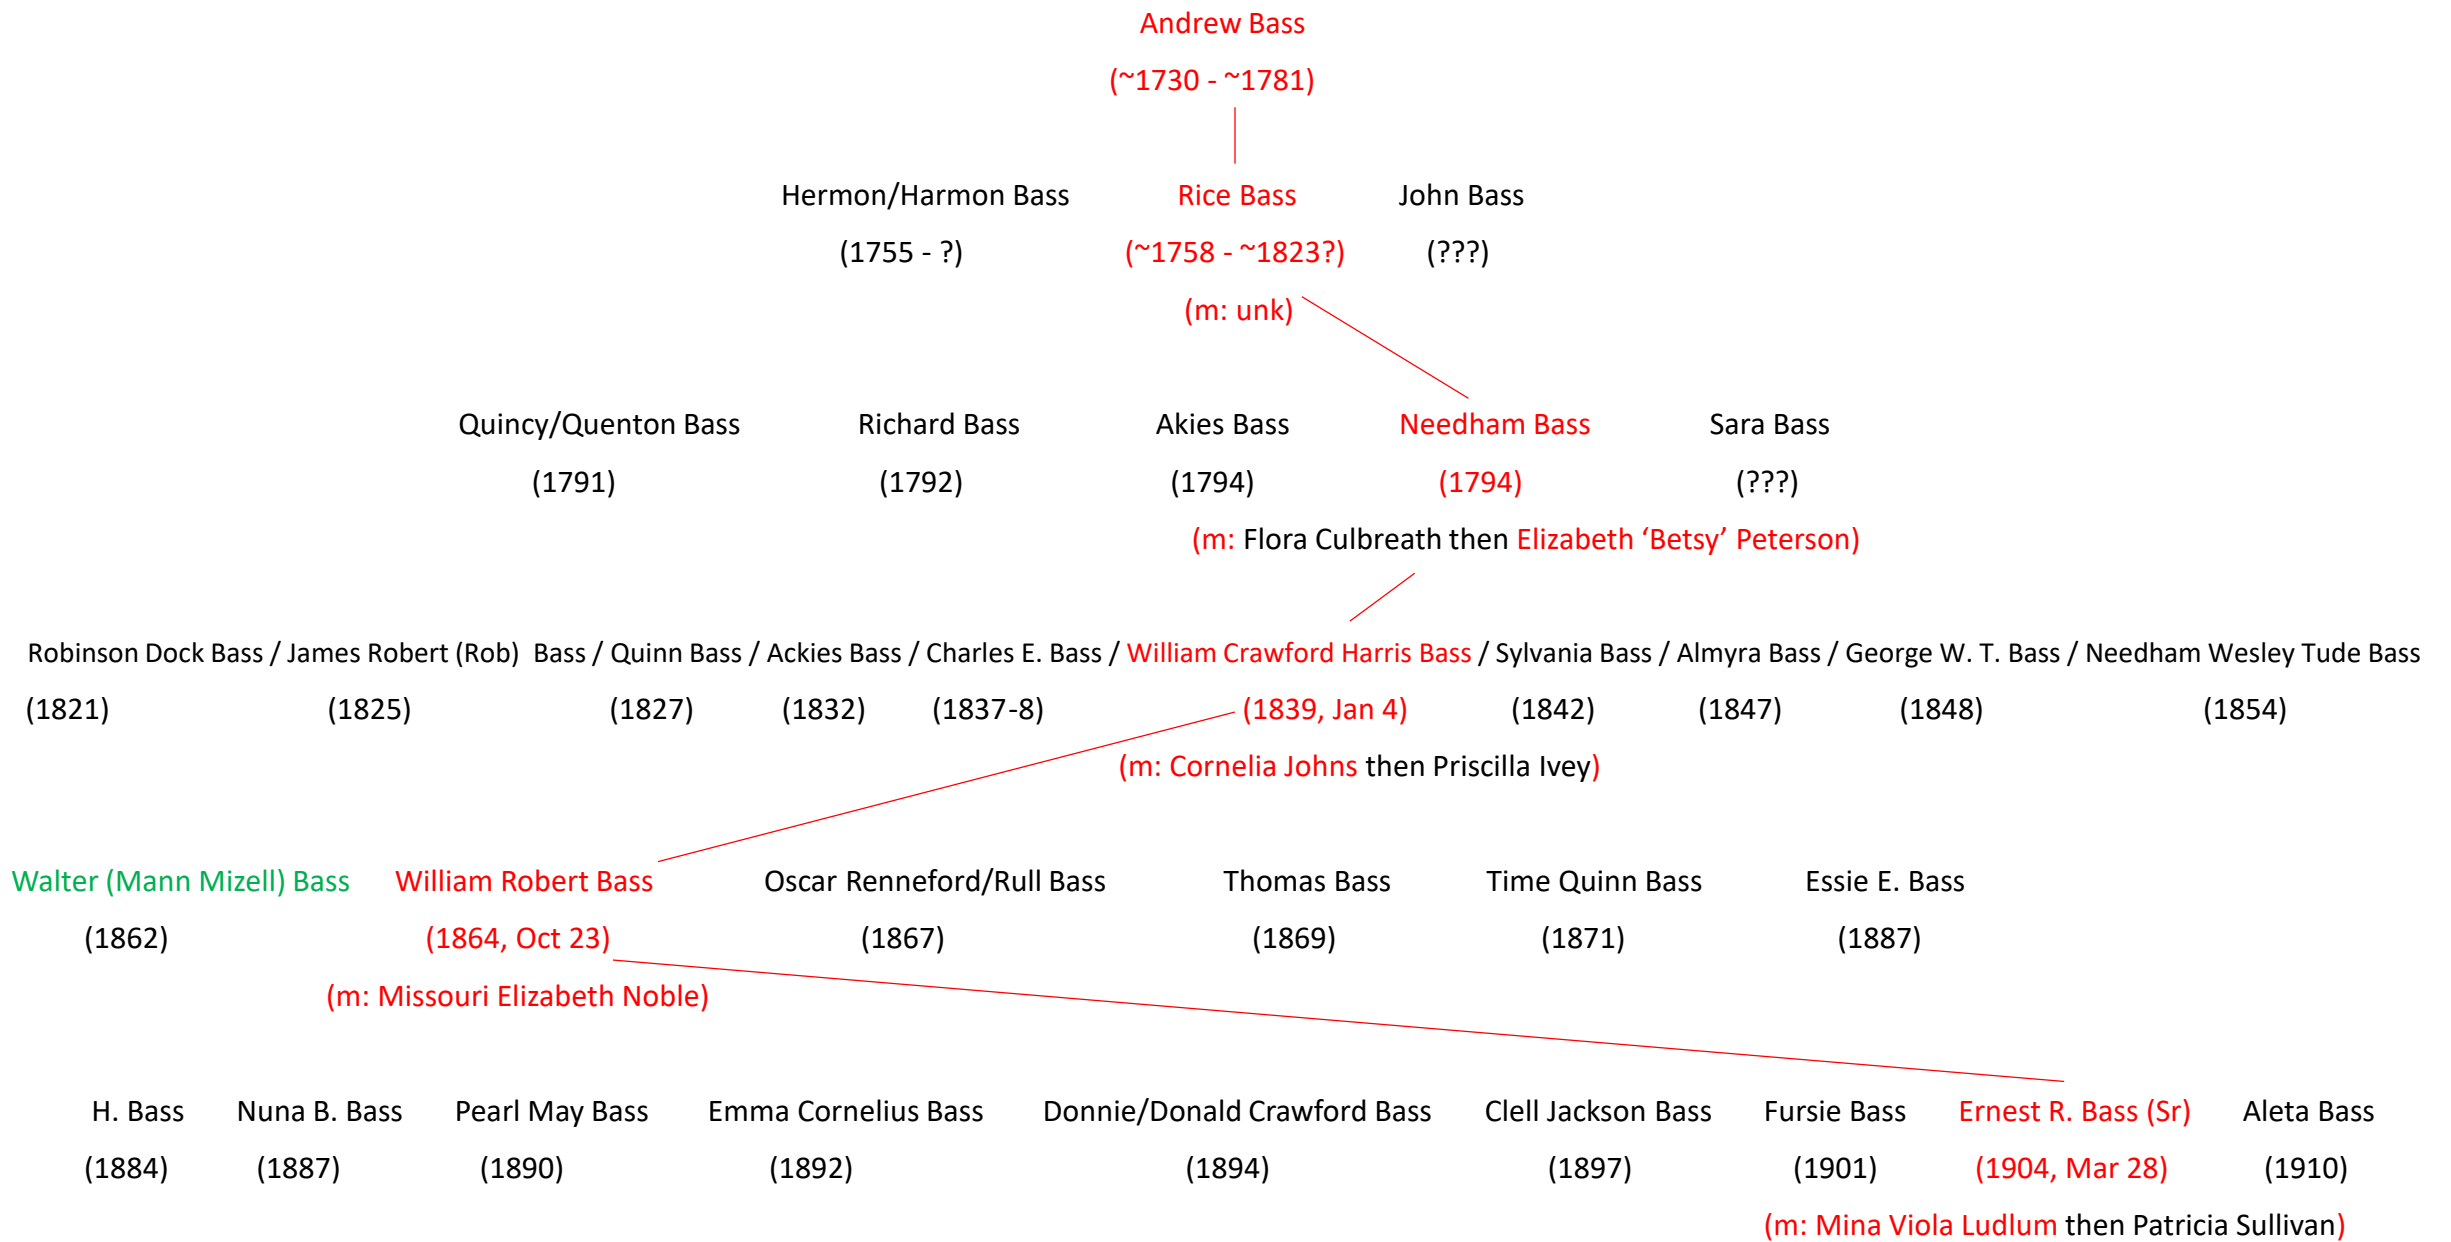 Andrew Bass
(~1730 - ~1781)
Hermon/Harmon Bass Rice Bass John Bass
(1755 - ?) (~1758 - ~1823?) (???)
(m: unk)
Quincy/Quenton Bass Richard Bass Akies Bass Needham Bass Sara Bass
(1791) (1792) (1794) (1794) (???)
(m: Flora Culbreath then Elizabeth ‘Betsy’ Peterson)
Robinson Dock Bass / James Robert (Rob) Bass / Quinn Bass / Ackies Bass / Charles E. Bass / William Crawford Harris Bass / Sylvania Bass / Almyra Bass / George W. T. Bass / Needham Wesley Tude Bass
(1821) (1825) (1827) (1832) (1837-8) (1839, Jan 4) (1842) (1847) (1848) (1854)
(m: Cornelia Johns then Priscilla Ivey)
Walter (Mann Mizell) Bass William Robert Bass Oscar Renneford/Rull Bass Thomas Bass Time Quinn Bass Essie E. Bass
(1862) (1864, Oct 23) (1867) (1869) (1871) (1887)
(m: Missouri Elizabeth Noble)
H. Bass Nuna B. Bass Pearl May Bass Emma Cornelius Bass Donnie/Donald Crawford Bass Clell Jackson Bass Fursie Bass Ernest R. Bass (Sr) Aleta Bass
(1884) (1887) (1890) (1892) (1894) (1897) (1901) (1904, Mar 28) (1910)
(m: Mina Viola Ludlum then Patricia Sullivan)